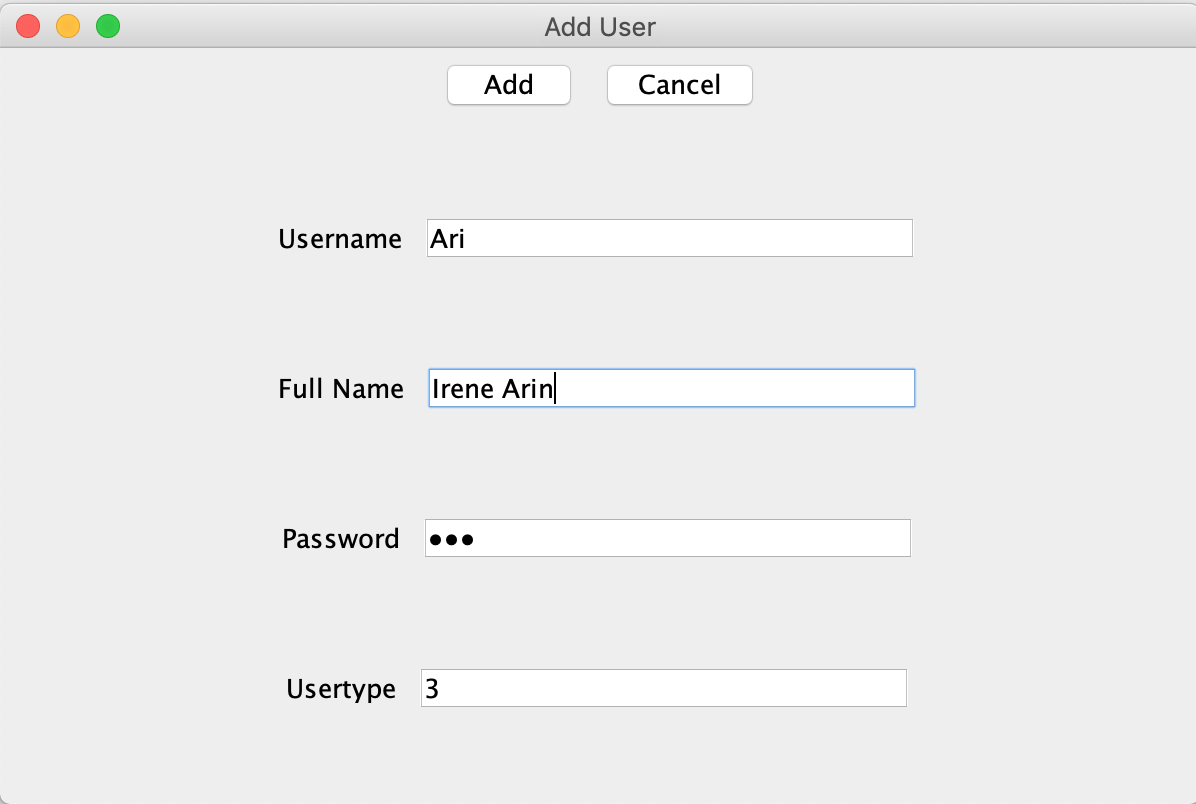 Add User
Add Cancel
Username Ari
Full Name Irene Arin
Password •••
Usertype 3